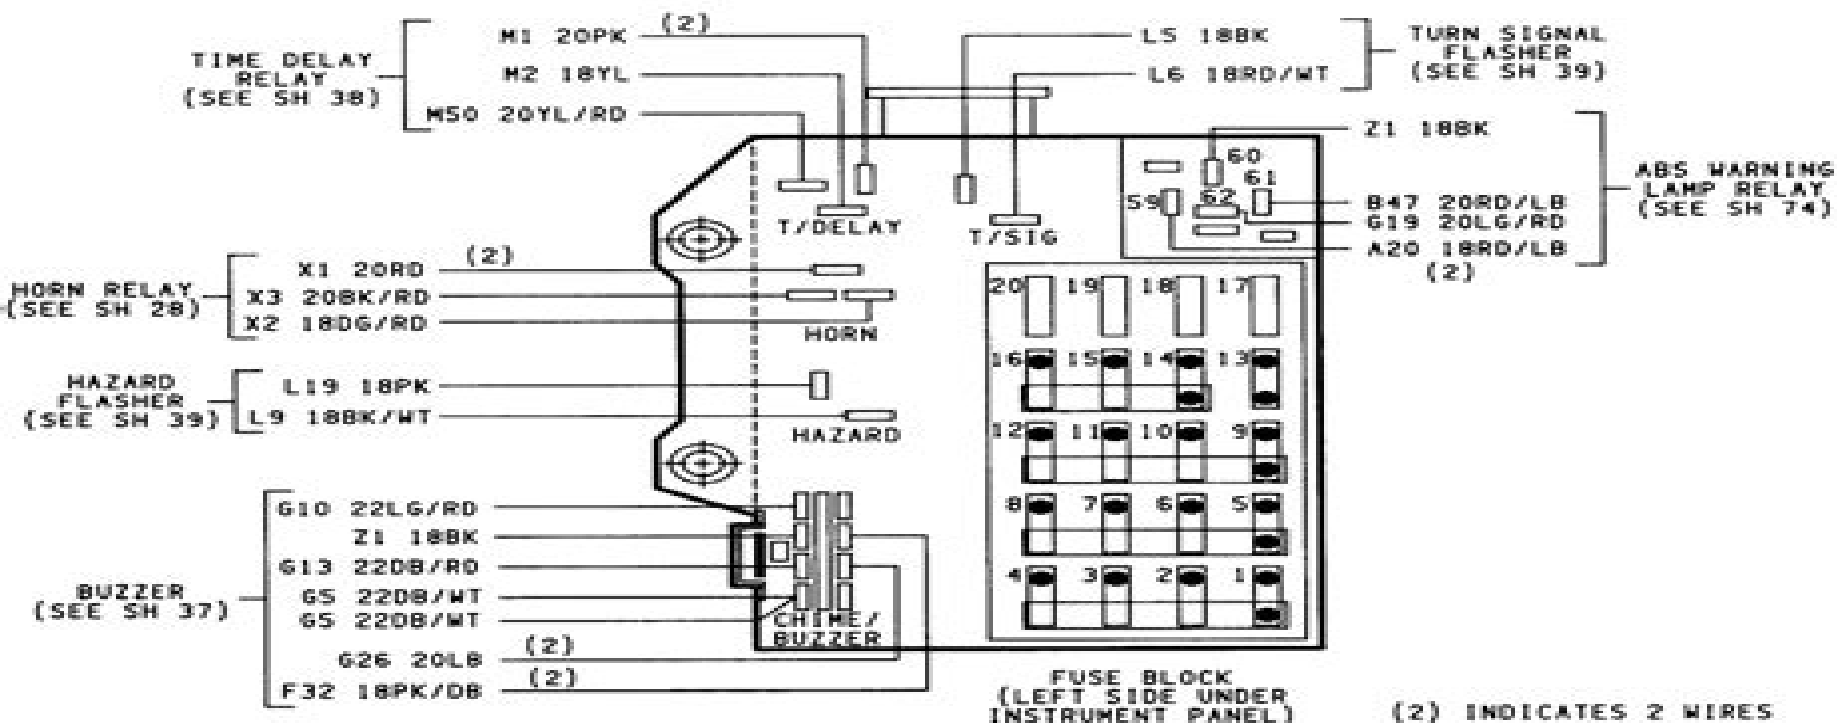 TIME DELAY
RELAY
(SEE SH 38)
M1 20PK (2)
M2 18YL
M50 20YL/RD
L5 18BK
L6 18RD/WT
TURN SIGNAL
FLASHER
(SEE SH 39)
Z1 18BK
B47 20RD/LB
G19 20LG/RD
A20 18RD/LB
(2)
ABS WARNING
LAMP RELAY
(SEE SH 74)
60
61
59
62
T/DELAY
T/SIG
HORN RELAY
(SEE SH 28)
X1 20RD (2)
X3 20BK/RD
X2 18DG/RD
HORN
HAZARD
FLASHER
(SEE SH 39)
L19 18PK
L9 18BK/WT
HAZARD
20 19 18 17
16 15 14 13
12 11 10 9
8 7 6 5
4 3 2 1
BUZZER
(SEE SH 37)
G10 22LG/RD
Z1 18BK
G13 22DB/RD
G5 22DB/WT
G5 22DB/WT
G26 20LB (2)
F32 18PK/DB (2)
CHIME/
BUZZER
FUSE BLOCK
(LEFT SIDE UNDER
INSTRUMENT PANEL)
(2) INDICATES 2 WIRES